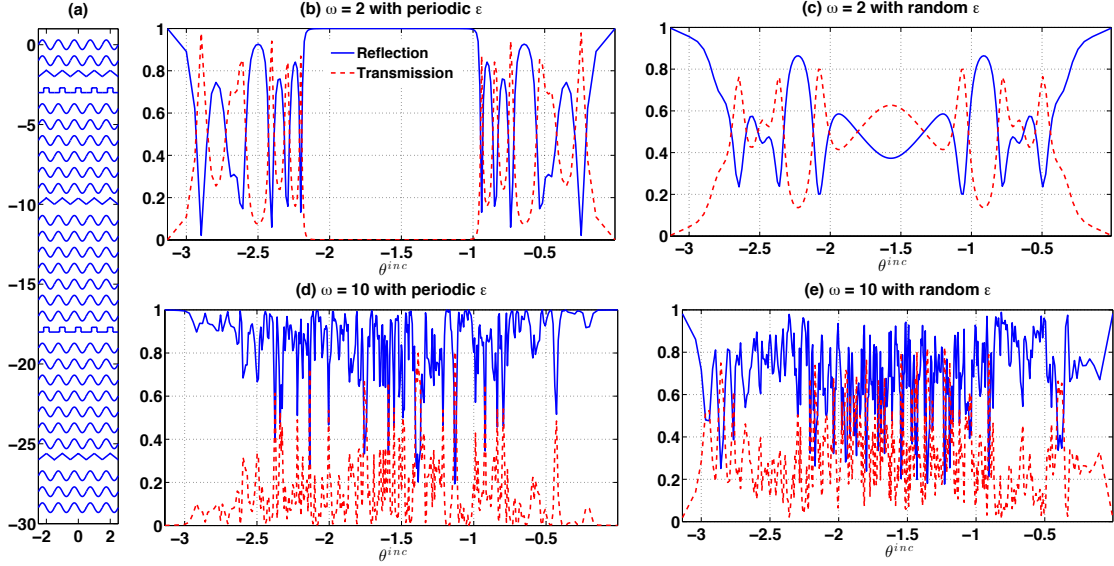 (a)
0
−5
−10
−15
−20
−25
−30
−2 0 2
(b) ω = 2 with periodic ε
1
0.8
0.6
0.4
0.2
0
−3 −2.5 −2 −1.5 −1 −0.5
θ^{inc}
Reflection
Transmission
(c) ω = 2 with random ε
1
0.8
0.6
0.4
0.2
0
−3 −2.5 −2 −1.5 −1 −0.5
θ^{inc}
(d) ω = 10 with periodic ε
1
0.8
0.6
0.4
0.2
0
−3 −2.5 −2 −1.5 −1 −0.5
θ^{inc}
(e) ω = 10 with random ε
1
0.8
0.6
0.4
0.2
0
−3 −2.5 −2 −1.5 −1 −0.5
θ^{inc}